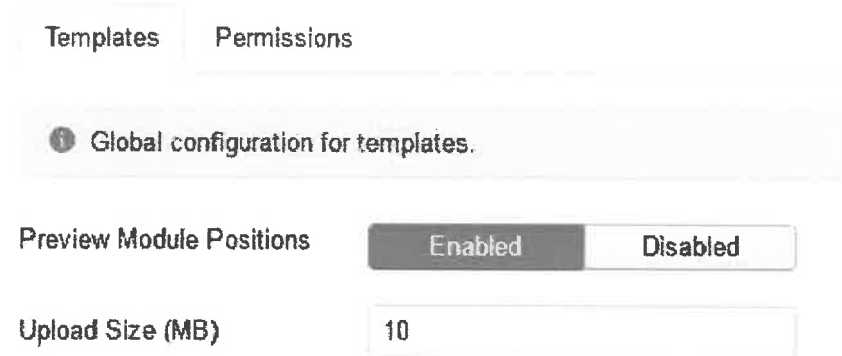 Templates Permissions
Global configuration for templates.
Preview Module Positions Enabled Disabled
Upload Size (MB) 10